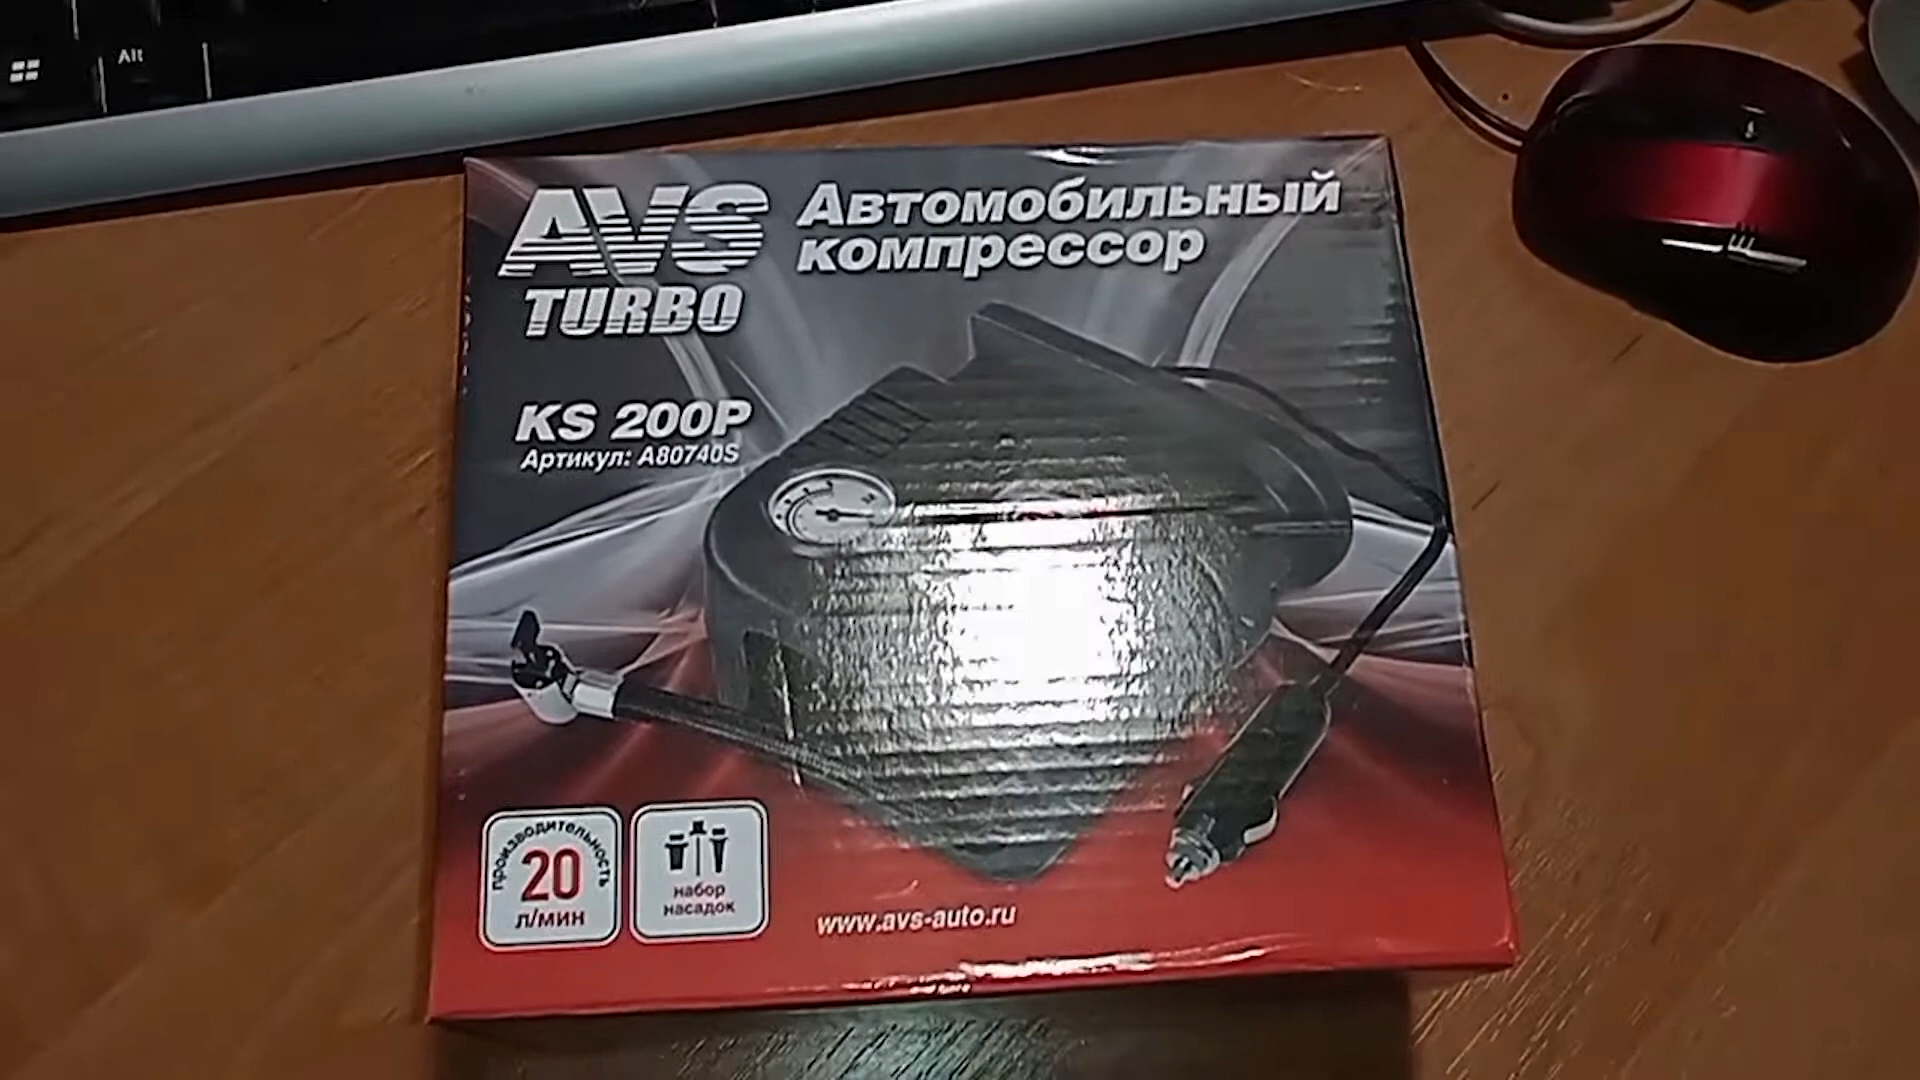 Alt
AVS
TURBO
Автомобильный
компрессор
KS 200P
Артикул: A80740S
производительность
20
л/мин
набор
насадок
www.avs-auto.ru